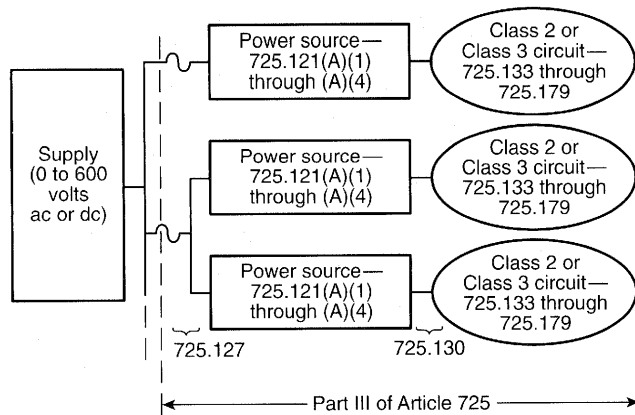 Supply
(0 to 600
volts
ac or dc)
Power source—
725.121(A)(1)
through (A)(4)
Class 2 or
Class 3 circuit—
725.133 through
725.179
Power source—
725.121(A)(1)
through (A)(4)
Class 2 or
Class 3 circuit—
725.133 through
725.179
Power source—
725.121(A)(1)
through (A)(4)
Class 2 or
Class 3 circuit—
725.133 through
725.179
725.127
725.130
Part III of Article 725